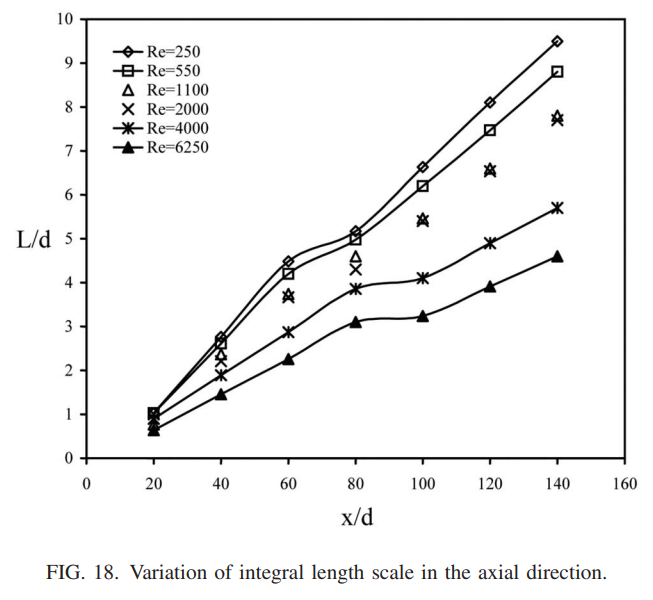 10
9
8
7
6
5
4
3
2
1
0
L/d
Re=250
Re=550
Re=1100
Re=2000
Re=4000
Re=6250
0 20 40 60 80 100 120 140 160
x/d
FIG. 18. Variation of integral length scale in the axial direction.